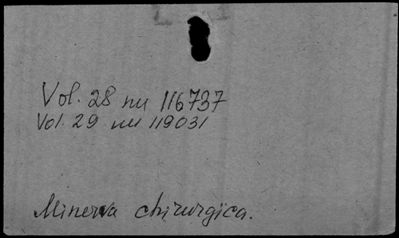 Vol. 28 nu 116737
Vol. 29 nu 119031
Minerva chirurgica.